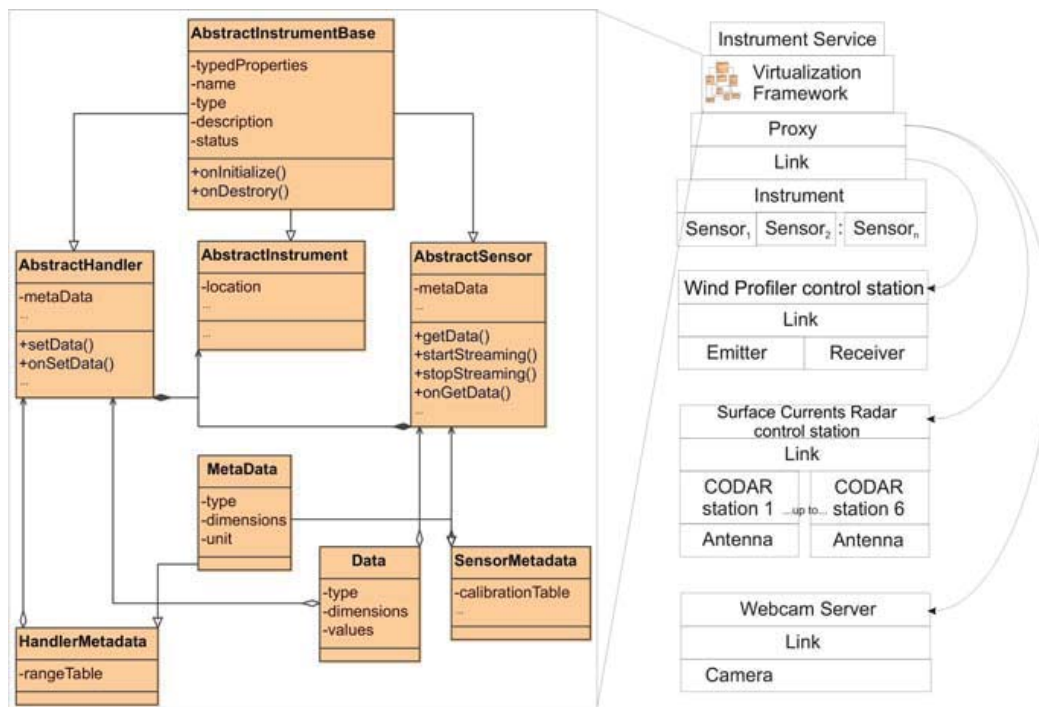 AbstractInstrumentBase
-typedProperties
-name
-type
-description
-status
+onInitialize()
+onDestrory()
AbstractHandler
-metaData
...
+setData()
+onSetData()
...
AbstractInstrument
-location
...
...
AbstractSensor
-metaData
...
+getData()
+startStreaming()
+stopStreaming()
+onGetData()
...
MetaData
-type
-dimensions
-unit
Data
-type
-dimensions
-values
SensorMetadata
-calibrationTable
...
HandlerMetadata
-rangeTable
Instrument Service
Virtualization
Framework
Proxy
Link
Instrument
Sensor1 Sensor2 : Sensorn
Wind Profiler control station
Link
Emitter Receiver
Surface Currents Radar
control station
Link
CODAR CODAR
station 1 ...up to... station 6
Antenna Antenna
Webcam Server
Link
Camera